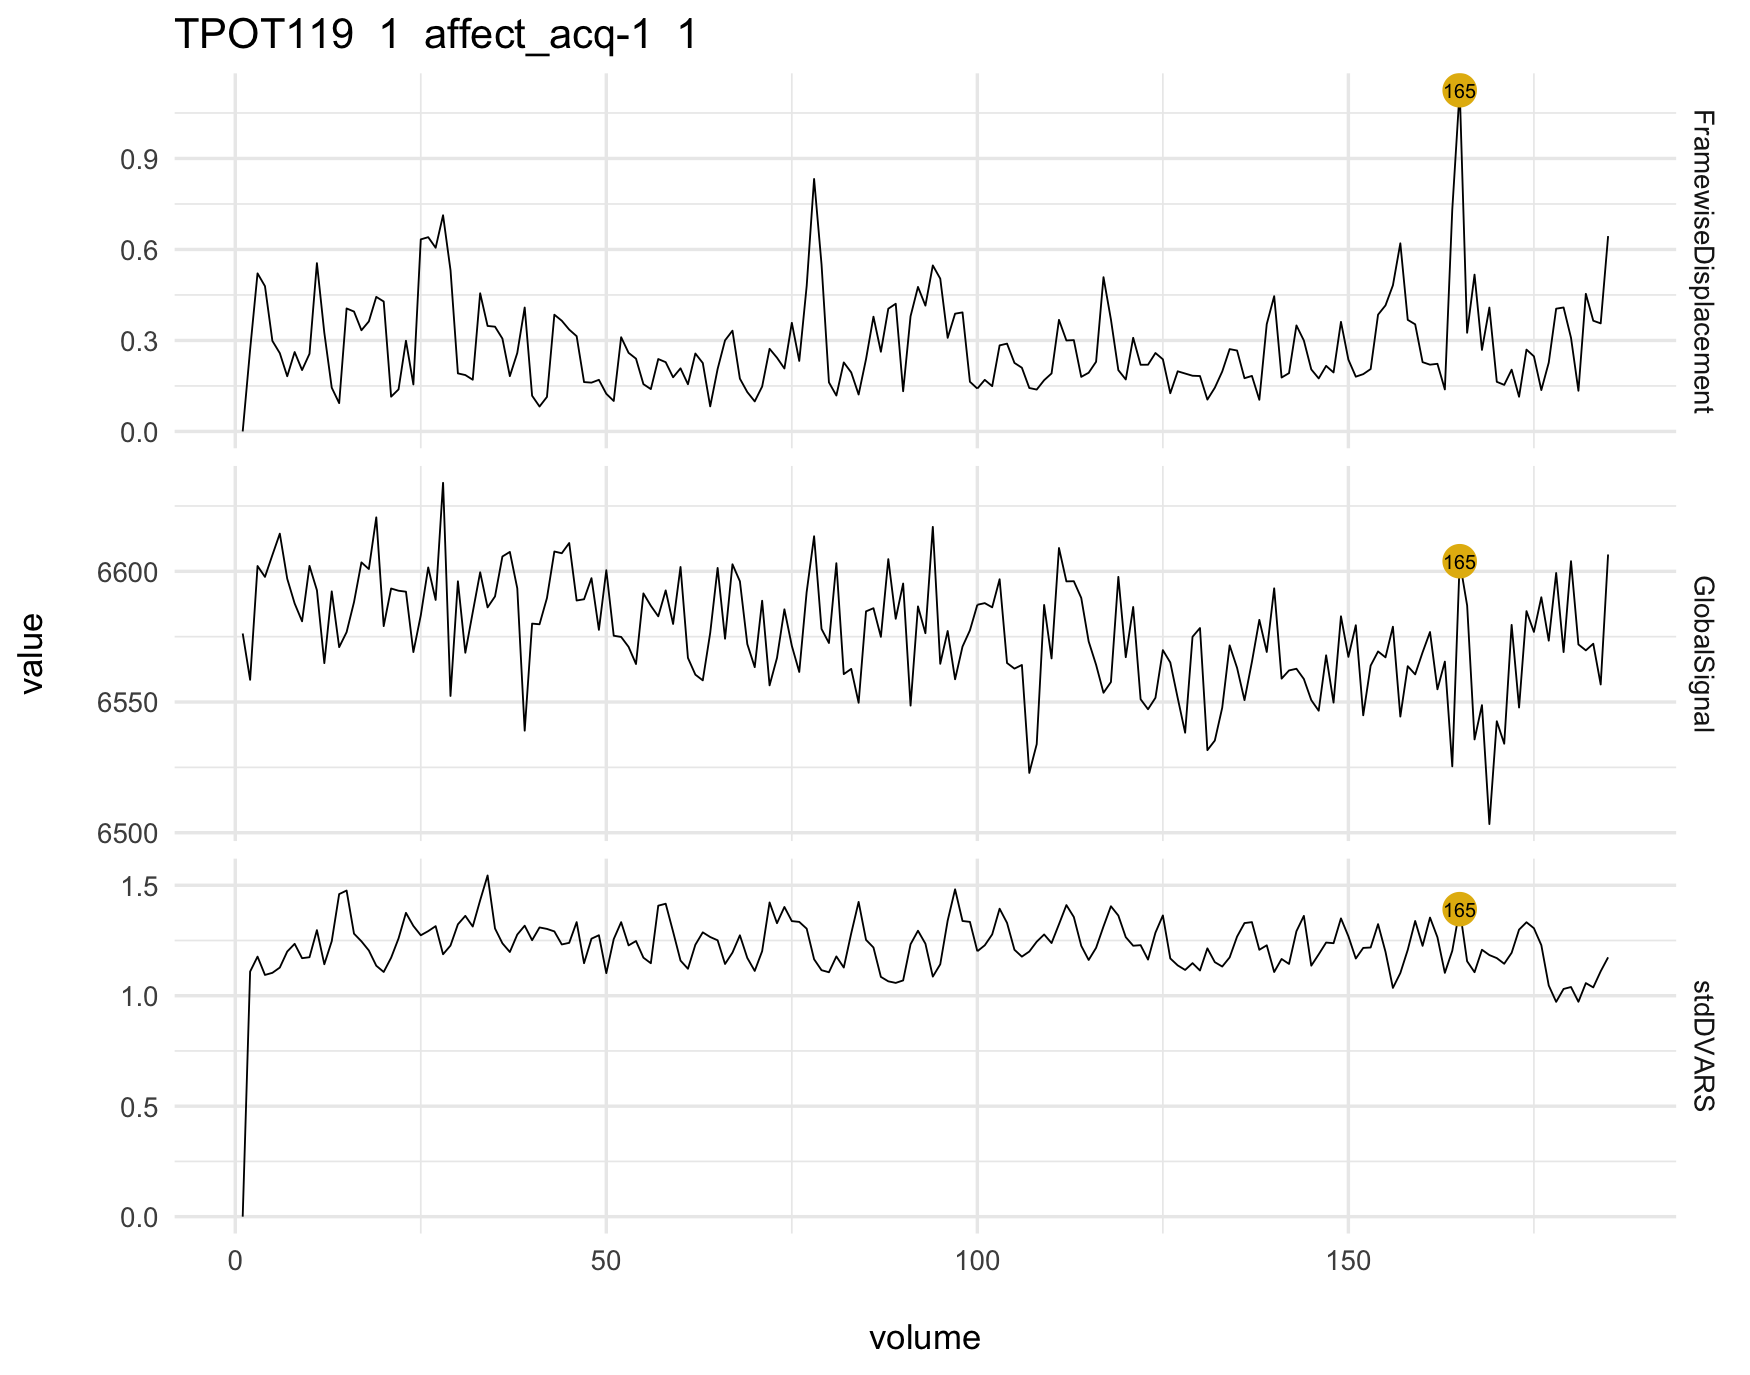 TPOT119 1 affect_acq-1 1
value
0.9
0.6
0.3
0.0
165
FramewiseDisplacement
6600
6550
6500
165
GlobalSignal
1.5
1.0
0.5
0.0
165
stdDVARS
0 50 100 150
volume